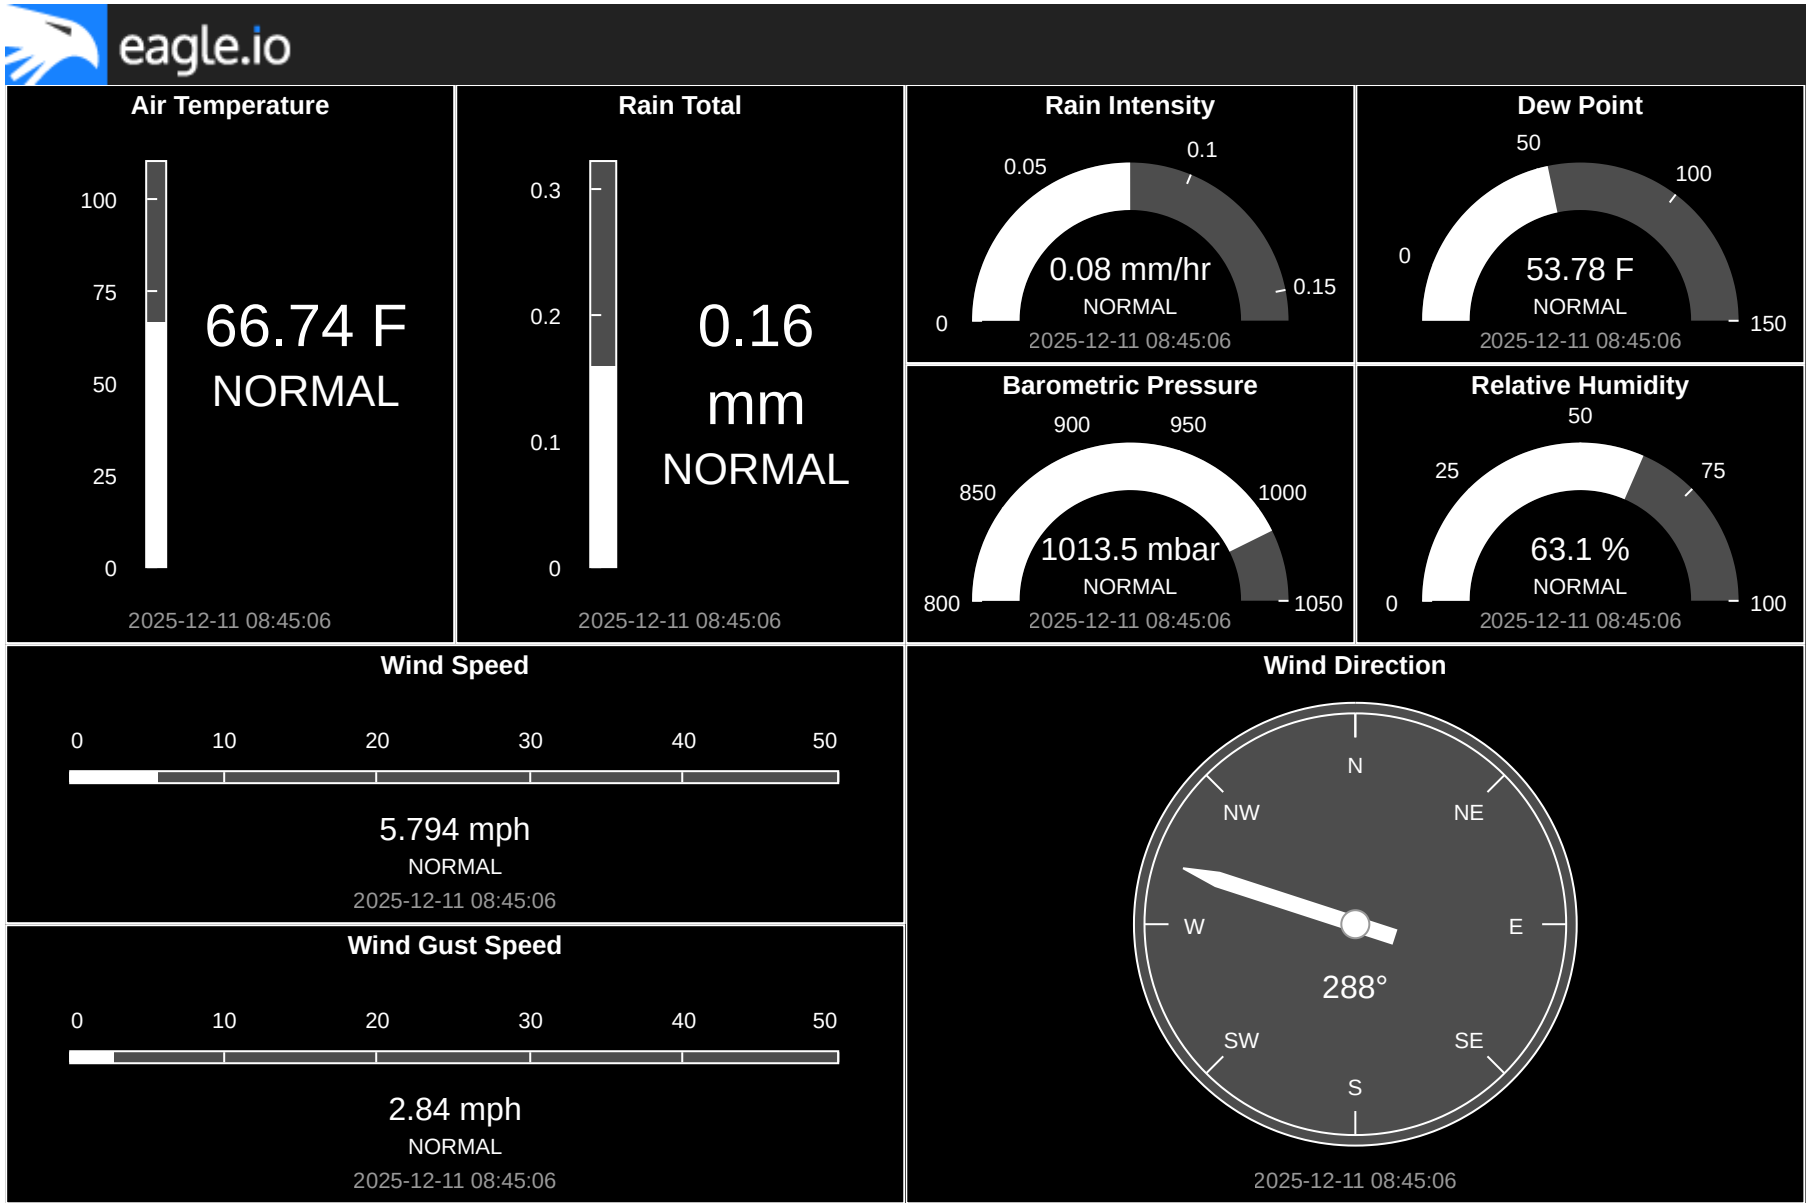 eagle.io
Air Temperature
100
75
50
25
0
66.74 F
NORMAL
2025-12-11 08:45:06
Rain Total
0.3
0.2
0.1
0
0.16
mm
NORMAL
2025-12-11 08:45:06
Rain Intensity
0
0.05
0.1
0.15
0.08 mm/hr
NORMAL
2025-12-11 08:45:06
Dew Point
0
50
100
150
53.78 F
NORMAL
2025-12-11 08:45:06
Barometric Pressure
800
850
900
950
1000
1050
1013.5 mbar
NORMAL
2025-12-11 08:45:06
Relative Humidity
0
25
50
75
100
63.1 %
NORMAL
2025-12-11 08:45:06
Wind Speed
0 10 20 30 40 50
5.794 mph
NORMAL
2025-12-11 08:45:06
Wind Gust Speed
0 10 20 30 40 50
2.84 mph
NORMAL
2025-12-11 08:45:06
Wind Direction
N
NW NE
W E
288°
SW SE
S
2025-12-11 08:45:06